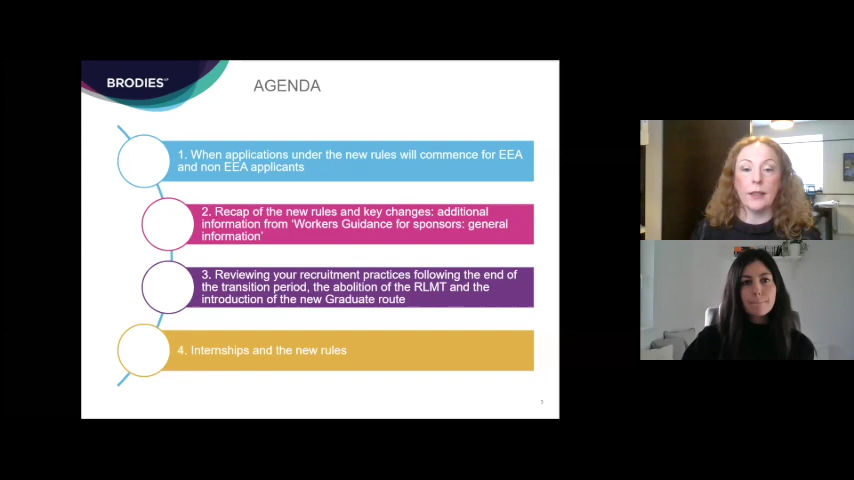 BRODIES LLP
AGENDA
1. When applications under the new rules will commence for EEA
and non EEA applicants
2. Recap of the new rules and key changes: additional
information from ‘Workers Guidance for sponsors: general
information’
3. Reviewing your recruitment practices following the end of
the transition period, the abolition of the RLMT and the
introduction of the new Graduate route
4. Internships and the new rules
3